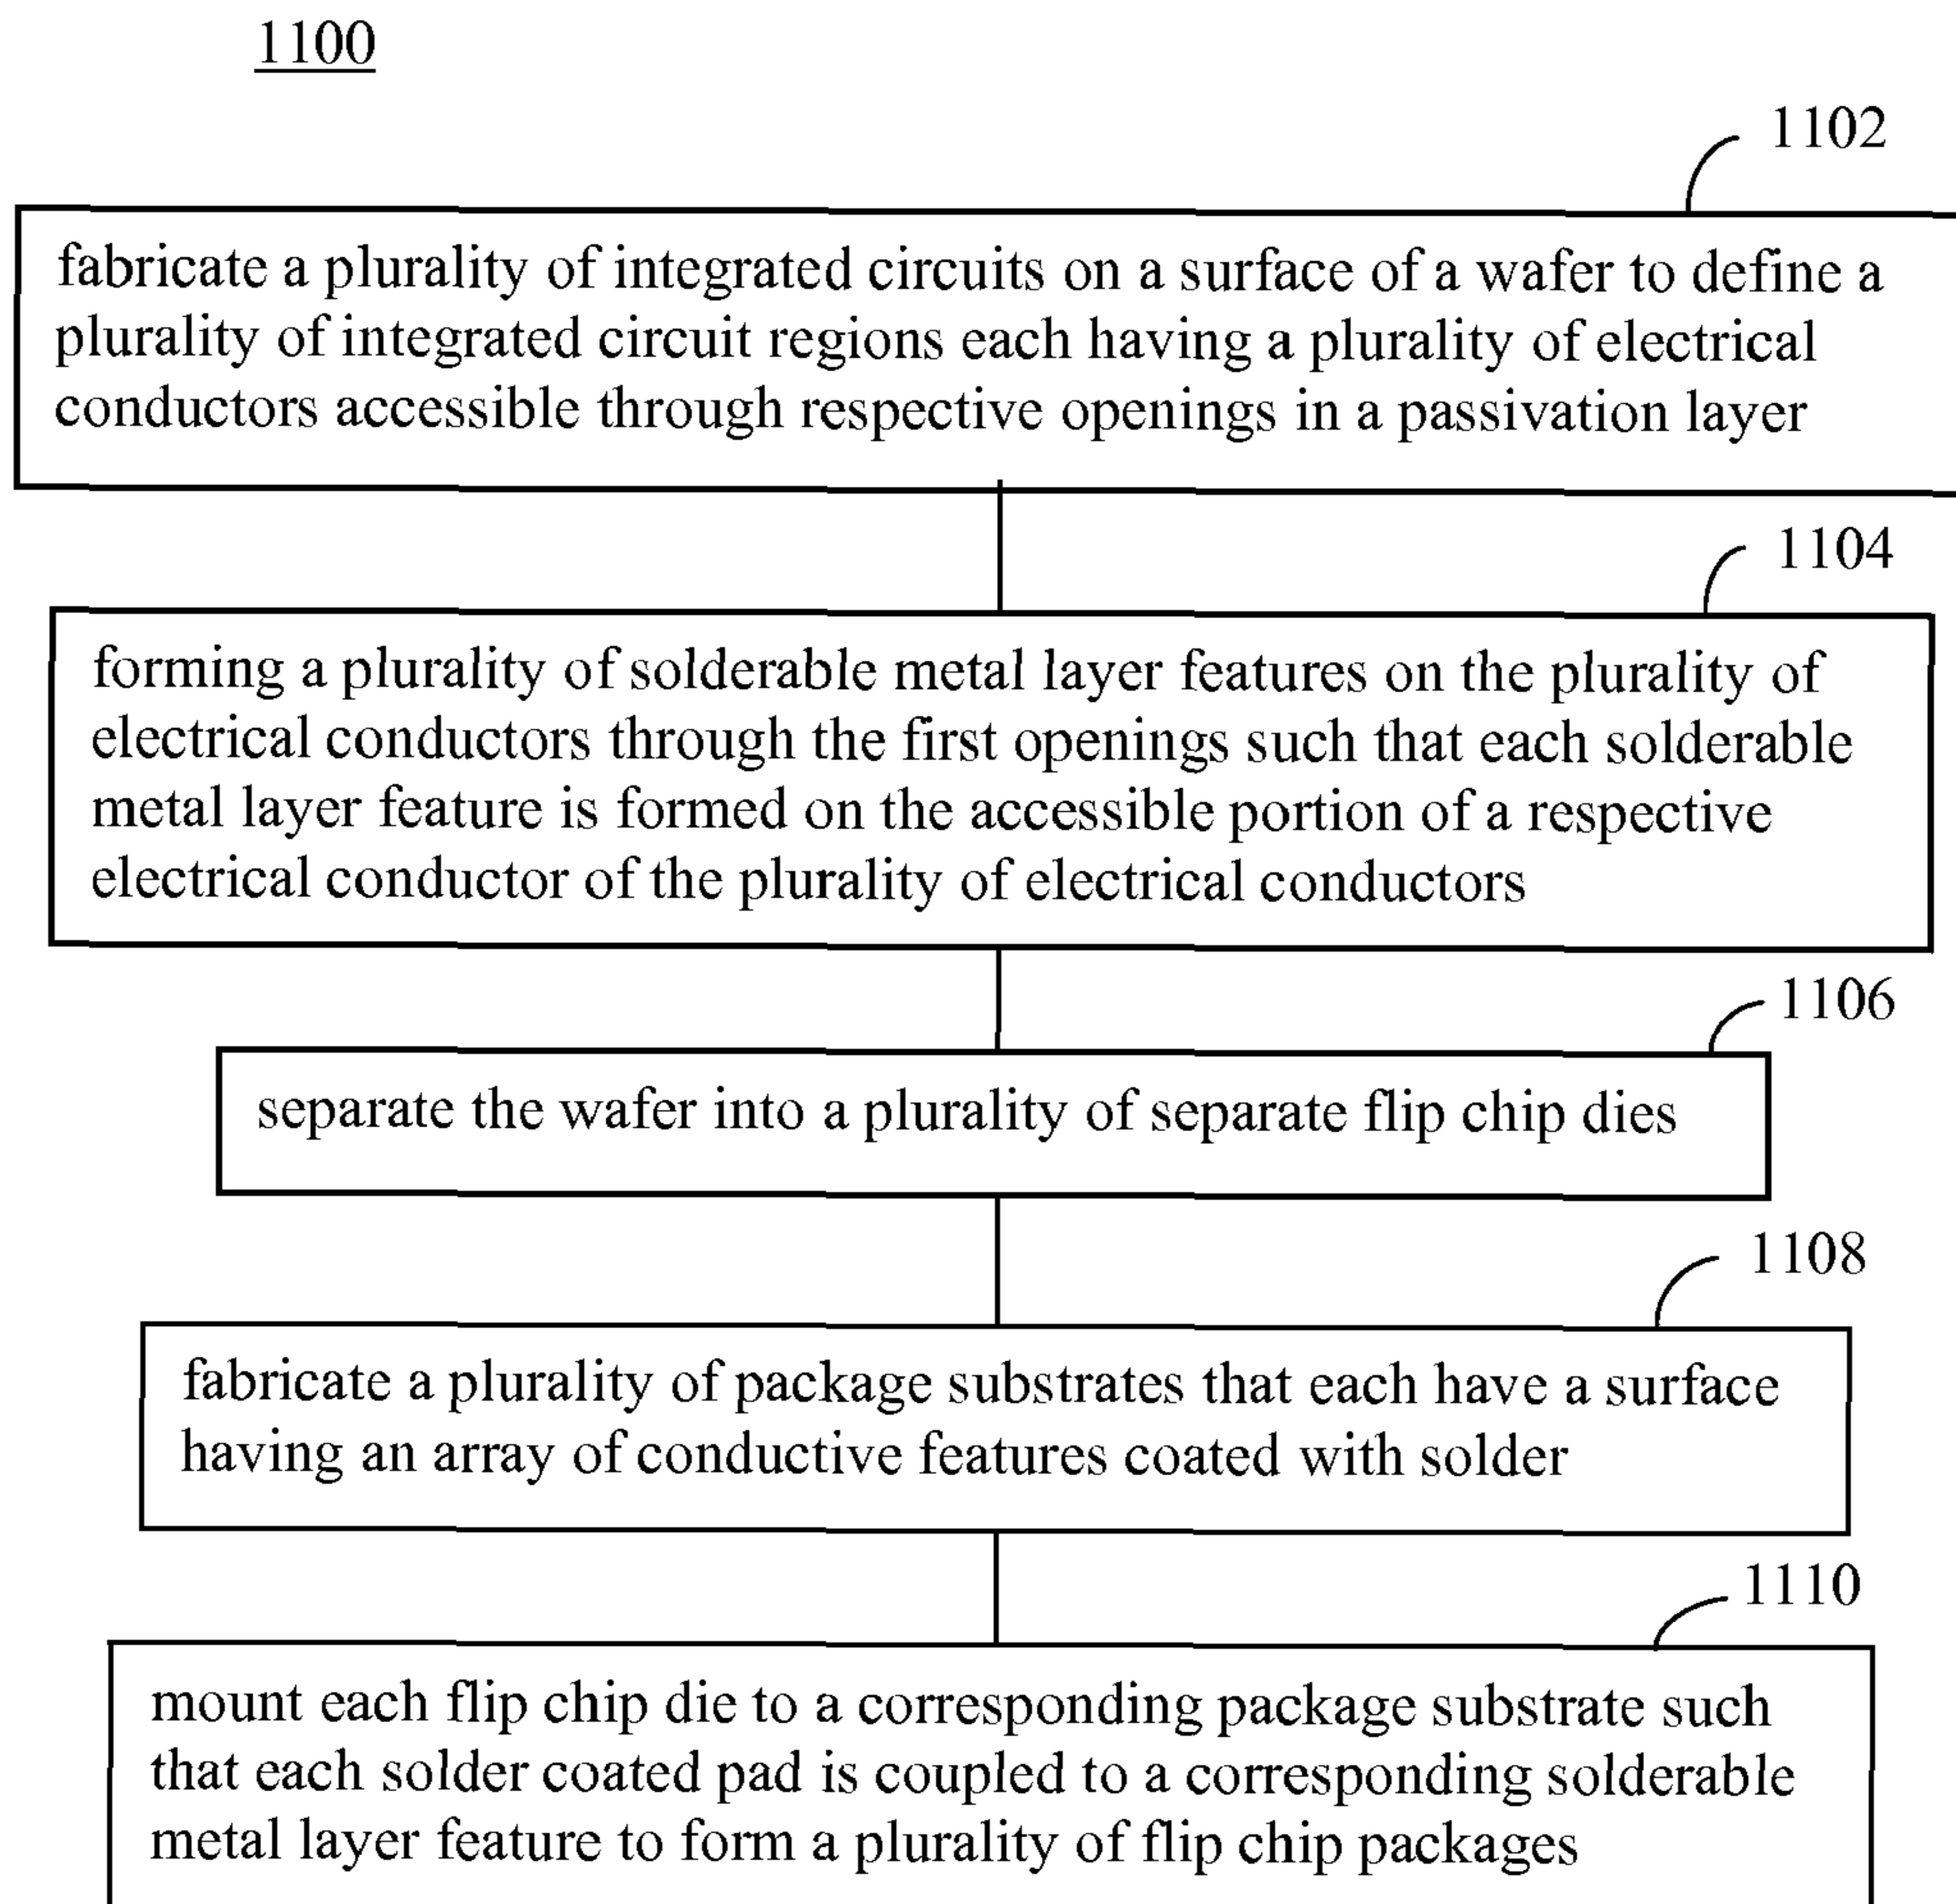 1100
1102
fabricate a plurality of integrated circuits on a surface of a wafer to define a
plurality of integrated circuit regions each having a plurality of electrical
conductors accessible through respective openings in a passivation layer
1104
forming a plurality of solderable metal layer features on the plurality of
electrical conductors through the first openings such that each solderable
metal layer feature is formed on the accessible portion of a respective
electrical conductor of the plurality of electrical conductors
1106
separate the wafer into a plurality of separate flip chip dies
1108
fabricate a plurality of package substrates that each have a surface
having an array of conductive features coated with solder
1110
mount each flip chip die to a corresponding package substrate such
that each solder coated pad is coupled to a corresponding solderable
metal layer feature to form a plurality of flip chip packages